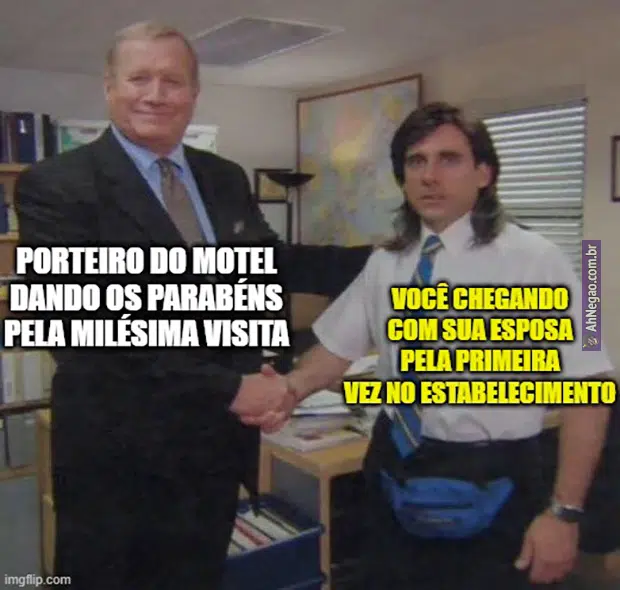 PORTEIRO DO MOTEL
DANDO OS PARABÉNS
PELA MILÉSIMA VISITA
VOCÊ CHEGANDO
COM SUA ESPOSA
PELA PRIMEIRA
VEZ NO ESTABELECIMENTO
AhNegao.com.br
imgflip.com